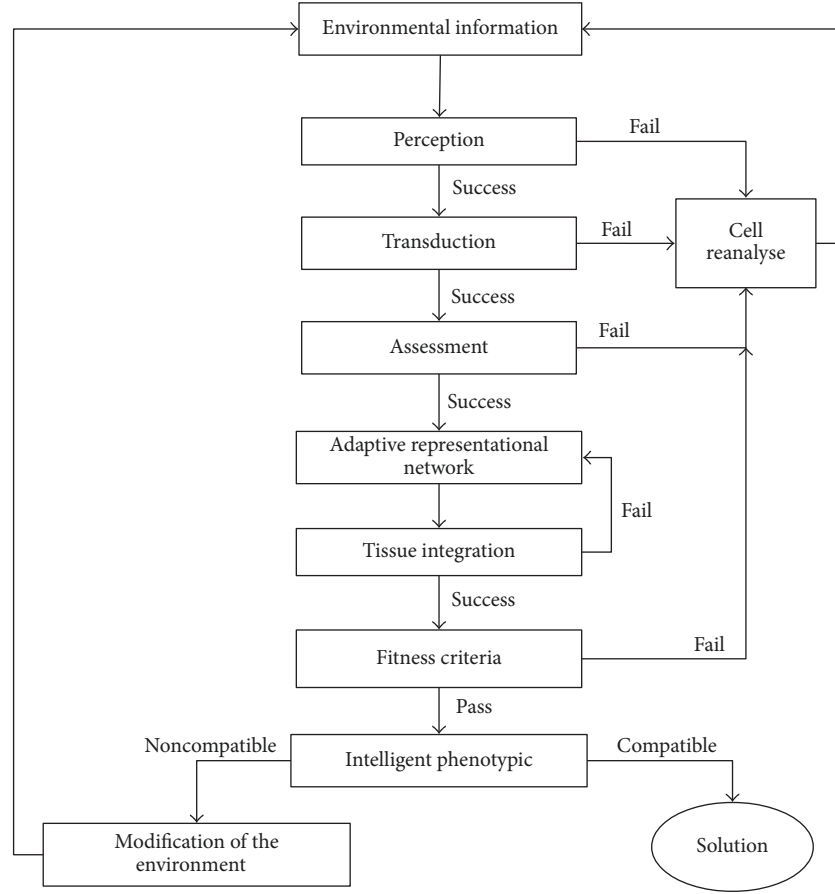 Environmental information
Perception
Fail
Success
Transduction
Fail
Cell
reanalyse
Success
Assessment
Fail
Success
Adaptive representational
network
Fail
Tissue integration
Success
Fitness criteria
Fail
Pass
Noncompatible
Intelligent phenotypic
Compatible
Modification of the
environment
Solution